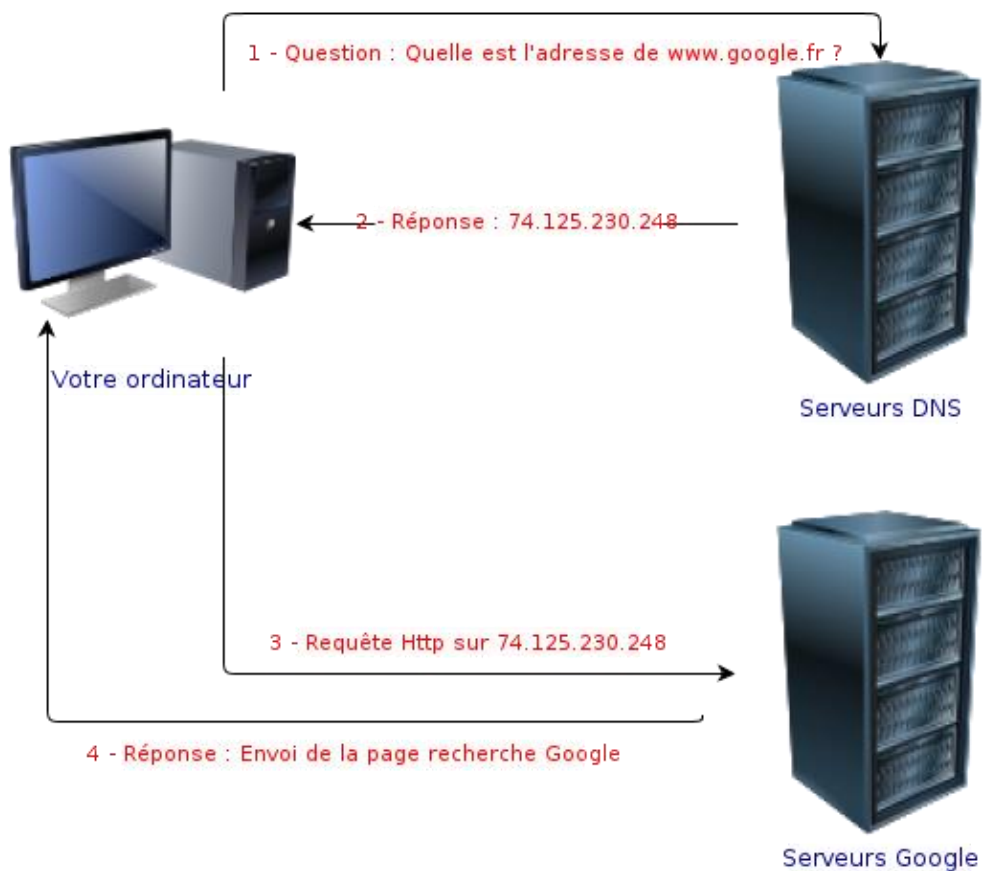 1 - Question : Quelle est l'adresse de www.google.fr ?
2 - Réponse : 74.125.230.248
Votre ordinateur
Serveurs DNS
3 - Requête Http sur 74.125.230.248
4 - Réponse : Envoi de la page recherche Google
Serveurs Google